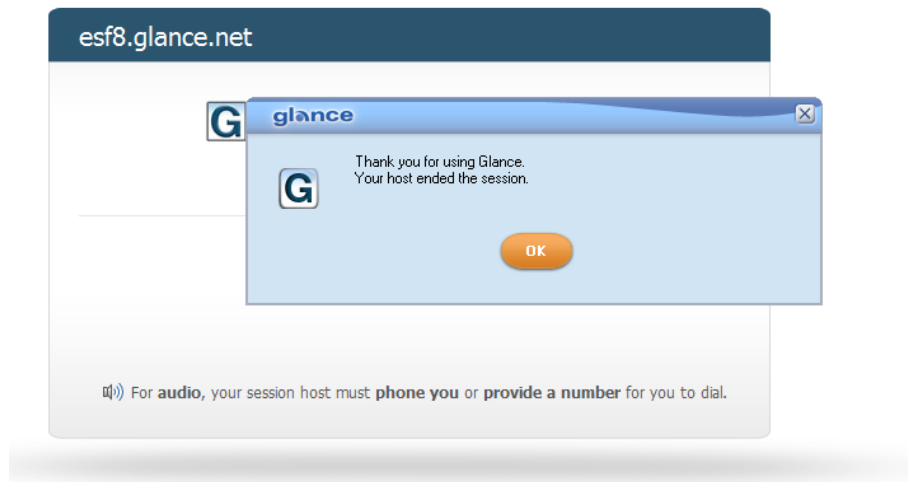 esf8.glance.net
G
glance
G
Thank you for using Glance.
Your host ended the session.
OK
For audio, your session host must phone you or provide a number for you to dial.